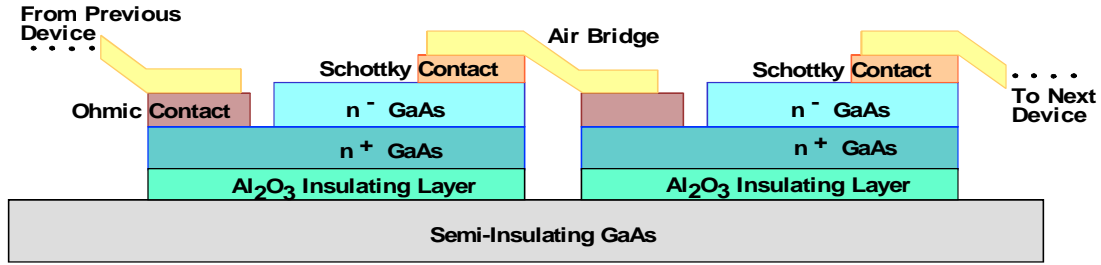 From Previous
Device
Air Bridge
Schottky Contact
Schottky Contact
To Next
Device
Ohmic Contact
n⁻ GaAs
n⁻ GaAs
n⁺ GaAs
n⁺ GaAs
Al₂O₃ Insulating Layer
Al₂O₃ Insulating Layer
Semi-Insulating GaAs